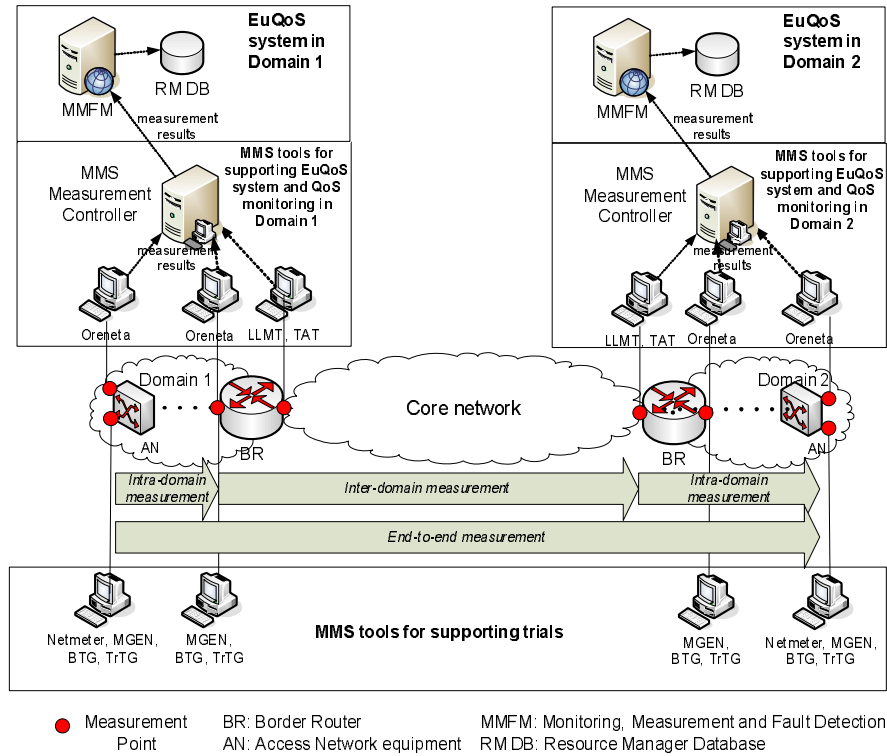 EuQoS
system in
Domain 1
MMFM
RM DB
measurement
results
MMS
Measurement
Controller
MMS tools for
supporting EuQoS
system and QoS
monitoring in
Domain 1
measurement
results
Oreneta
Oreneta
LLMT, TAT
EuQoS
system in
Domain 2
MMFM
RM DB
measurement
results
MMS
Measurement
Controller
MMS tools for
supporting EuQoS
system and QoS
monitoring in
Domain 2
measurement
results
LLMT, TAT
Oreneta
Oreneta
Domain 1
AN
BR
Core network
Domain 2
BR
AN
Intra-domain
measurement
Inter-domain measurement
Intra-domain
measurement
End-to-end measurement
Netmeter, MGEN,
BTG, TrTG
MGEN,
BTG, TrTG
MMS tools for supporting trials
MGEN,
BTG, TrTG
Netmeter, MGEN,
BTG, TrTG
Measurement
Point
BR: Border Router
AN: Access Network equipment
MMFM: Monitoring, Measurement and Fault Detection
RM DB: Resource Manager Database